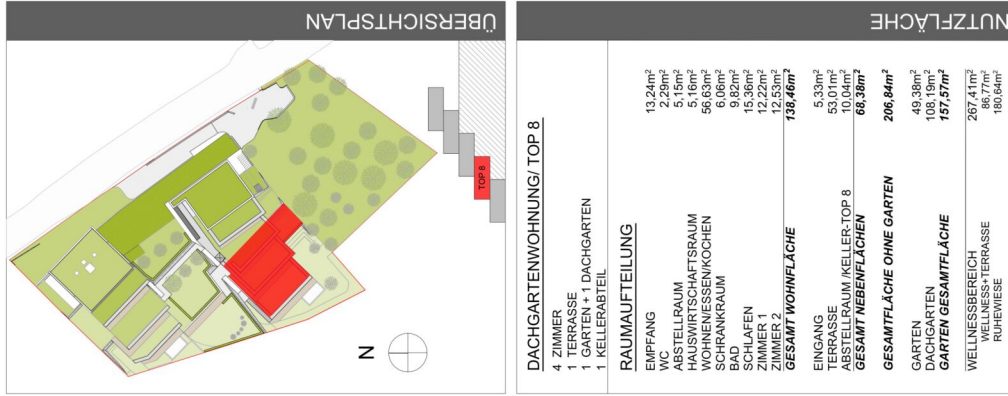 ÜBERSICHTSPLAN
TOP 8
N
NUTZFLÄCHE
DACHGARTENWOHNUNG/ TOP 8
4 ZIMMER
1 TERRASSE
1 GARTEN + 1 DACHGARTEN
1 KELLERABTEIL
RAUMAUFTEILUNG
EMPFANG 13,24m²
WC 2,29m²
ABSTELLRAUM 5,15m²
HAUSWIRTSCHAFTSRAUM 5,16m²
WOHNEN/ESSEN/KOCHEN 56,63m²
SCHRANKRAUM 6,06m²
BAD 9,82m²
SCHLAFEN 15,36m²
ZIMMER 1 12,22m²
ZIMMER 2 12,53m²
GESAMT WOHNFLÄCHE 138,46m²
EINGANG 5,33m²
TERRASSE 53,01m²
ABSTELLRAUM /KELLER-TOP 8 10,04m²
GESAMT NEBENFLÄCHEN 68,38m²
GESAMTFLÄCHE OHNE GARTEN 206,84m²
GARTEN 49,38m²
DACHGARTEN 108,19m²
GARTEN GESAMTFLÄCHE 157,57m²
WELLNESSBEREICH 267,41m²
WELLNESS+TERRASSE 86,77m²
RUHEWIESE 180,64m²